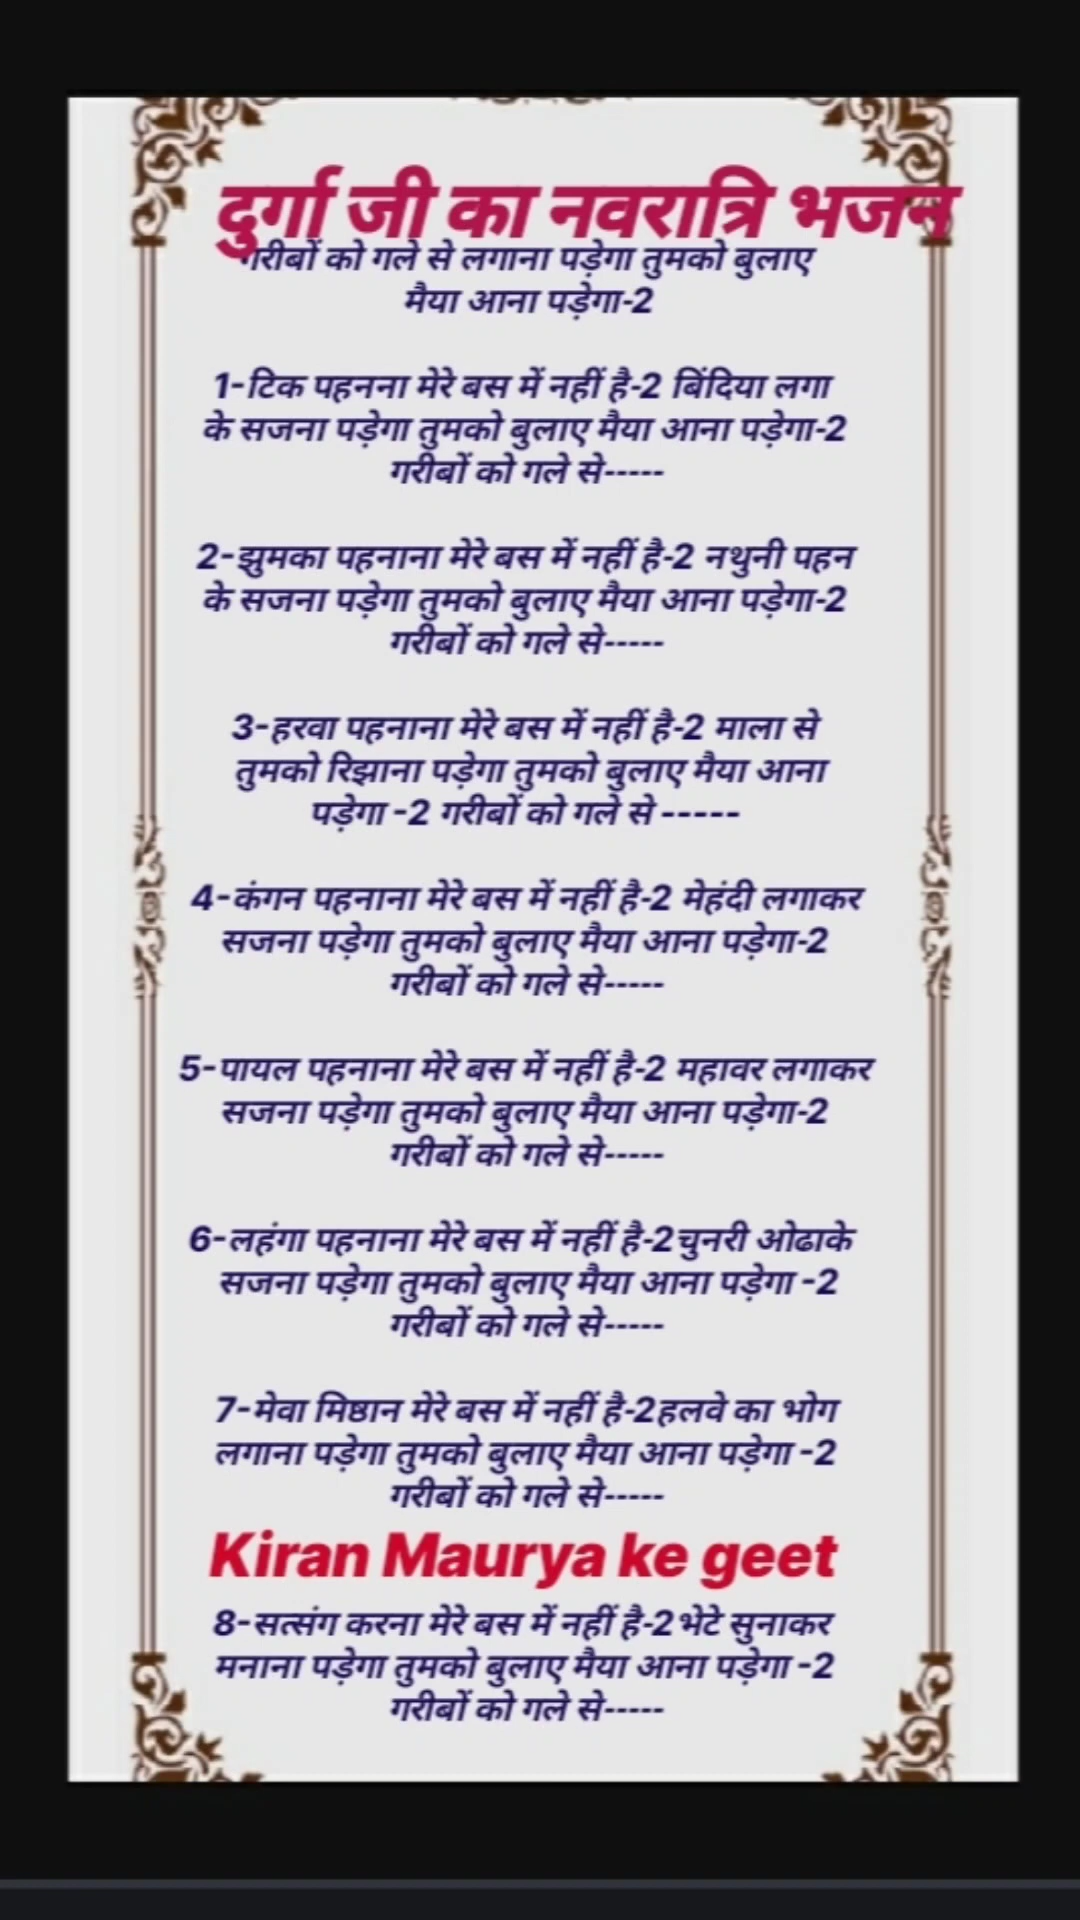 दुर्गा जी का नवरात्रि भजन
गरीबों को गले से लगाना पड़ेगा तुमको बुलाए
मैया आना पड़ेगा-2
1-टिक पहनना मेरे बस में नहीं है-2 बिंदिया लगा
के सजना पड़ेगा तुमको बुलाए मैया आना पड़ेगा-2
गरीबों को गले से-----
2-झुमका पहनाना मेरे बस में नहीं है-2 नथुनी पहन
के सजना पड़ेगा तुमको बुलाए मैया आना पड़ेगा-2
गरीबों को गले से-----
3-हरवा पहनाना मेरे बस में नहीं है-2 माला से
तुमको रिझाना पड़ेगा तुमको बुलाए मैया आना
पड़ेगा -2 गरीबों को गले से -----
4-कंगन पहनाना मेरे बस में नहीं है-2 मेहंदी लगाकर
सजना पड़ेगा तुमको बुलाए मैया आना पड़ेगा-2
गरीबों को गले से-----
5-पायल पहनाना मेरे बस में नहीं है-2 महावर लगाकर
सजना पड़ेगा तुमको बुलाए मैया आना पड़ेगा-2
गरीबों को गले से-----
6-लहंगा पहनाना मेरे बस में नहीं है-2चुनरी ओढाके
सजना पड़ेगा तुमको बुलाए मैया आना पड़ेगा -2
गरीबों को गले से-----
7-मेवा मिष्ठान मेरे बस में नहीं है-2हलवे का भोग
लगाना पड़ेगा तुमको बुलाए मैया आना पड़ेगा -2
गरीबों को गले से-----
Kiran Maurya ke geet
8-सत्संग करना मेरे बस में नहीं है-2भेटे सुनाकर
मनाना पड़ेगा तुमको बुलाए मैया आना पड़ेगा -2
गरीबों को गले से-----